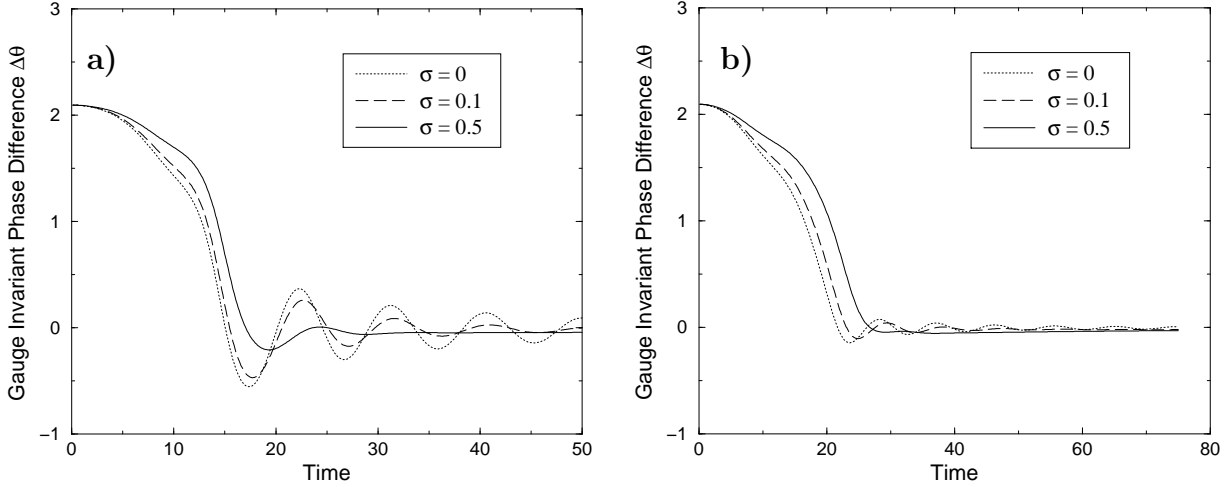 a)
Gauge Invariant Phase Difference Δθ
3
2
1
0
−1
σ = 0
σ = 0.1
σ = 0.5
0
10
20
30
40
50
Time
b)
Gauge Invariant Phase Difference Δθ
3
2
1
0
−1
σ = 0
σ = 0.1
σ = 0.5
0
20
40
60
80
Time